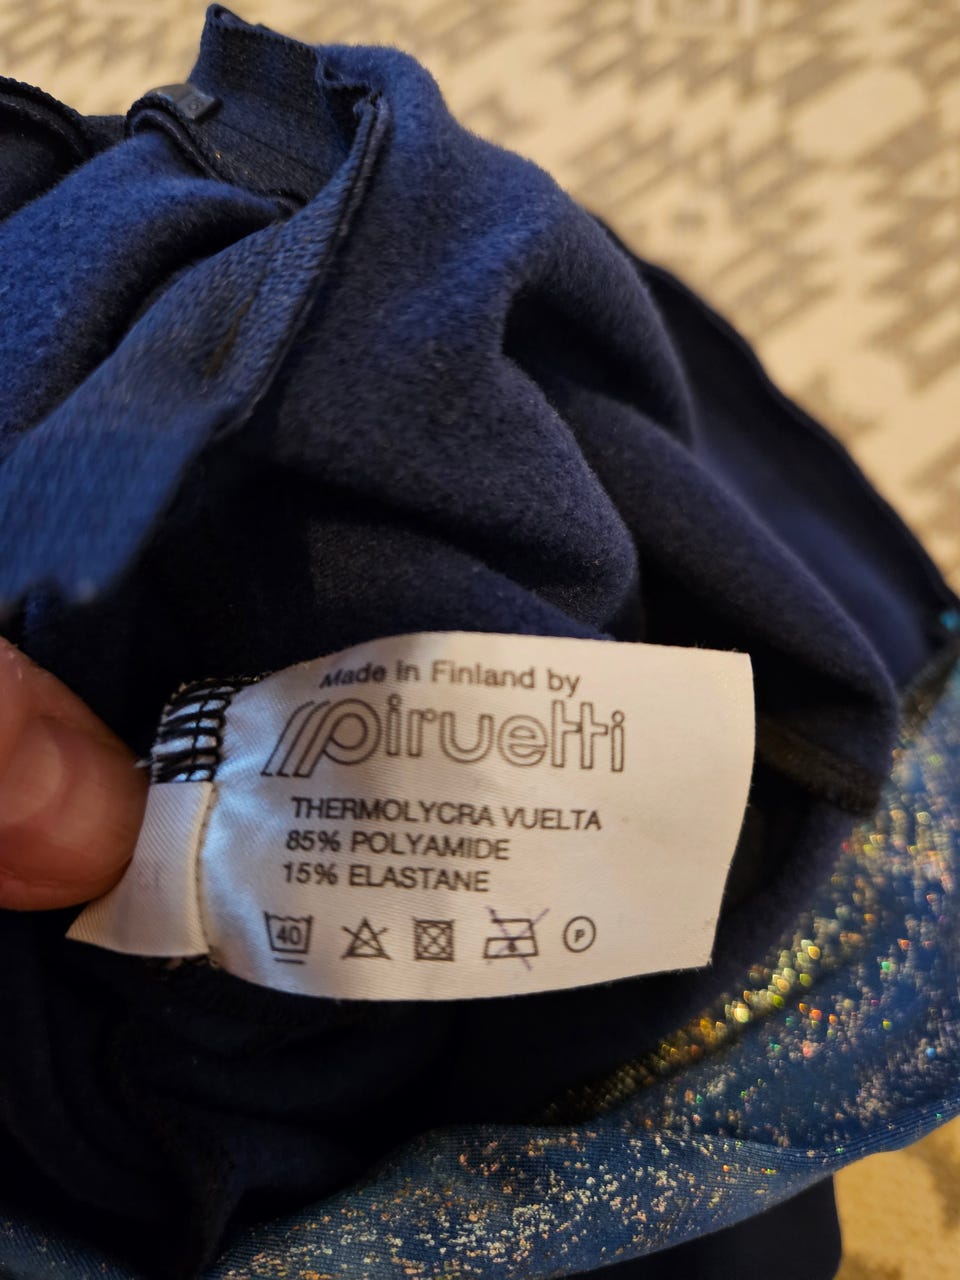 Made in Finland by
piruetti
THERMOLYCRA VUELTA
85% POLYAMIDE
15% ELASTANE
40 P